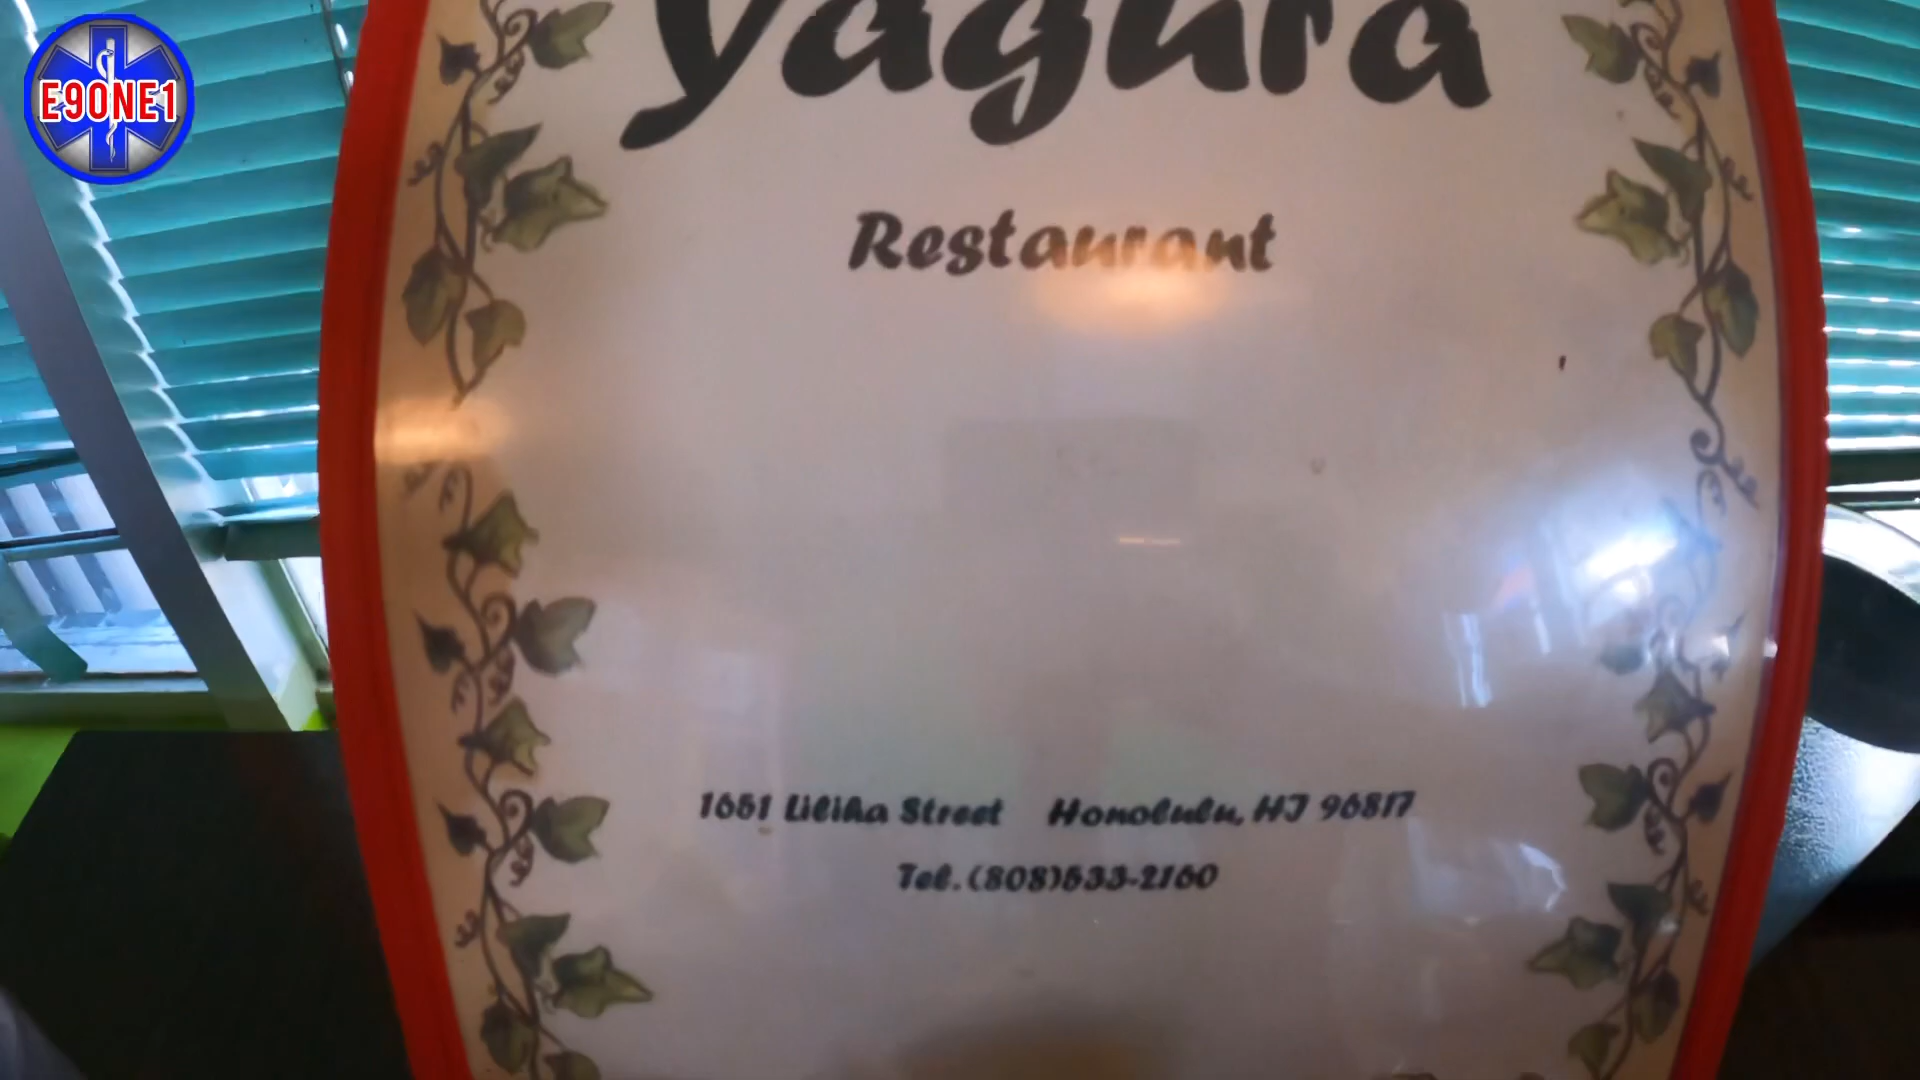 E9ONE1
Yagura
Restaurant
1651 Liliha Street Honolulu, HI 96817
Tel. (808)533-2160